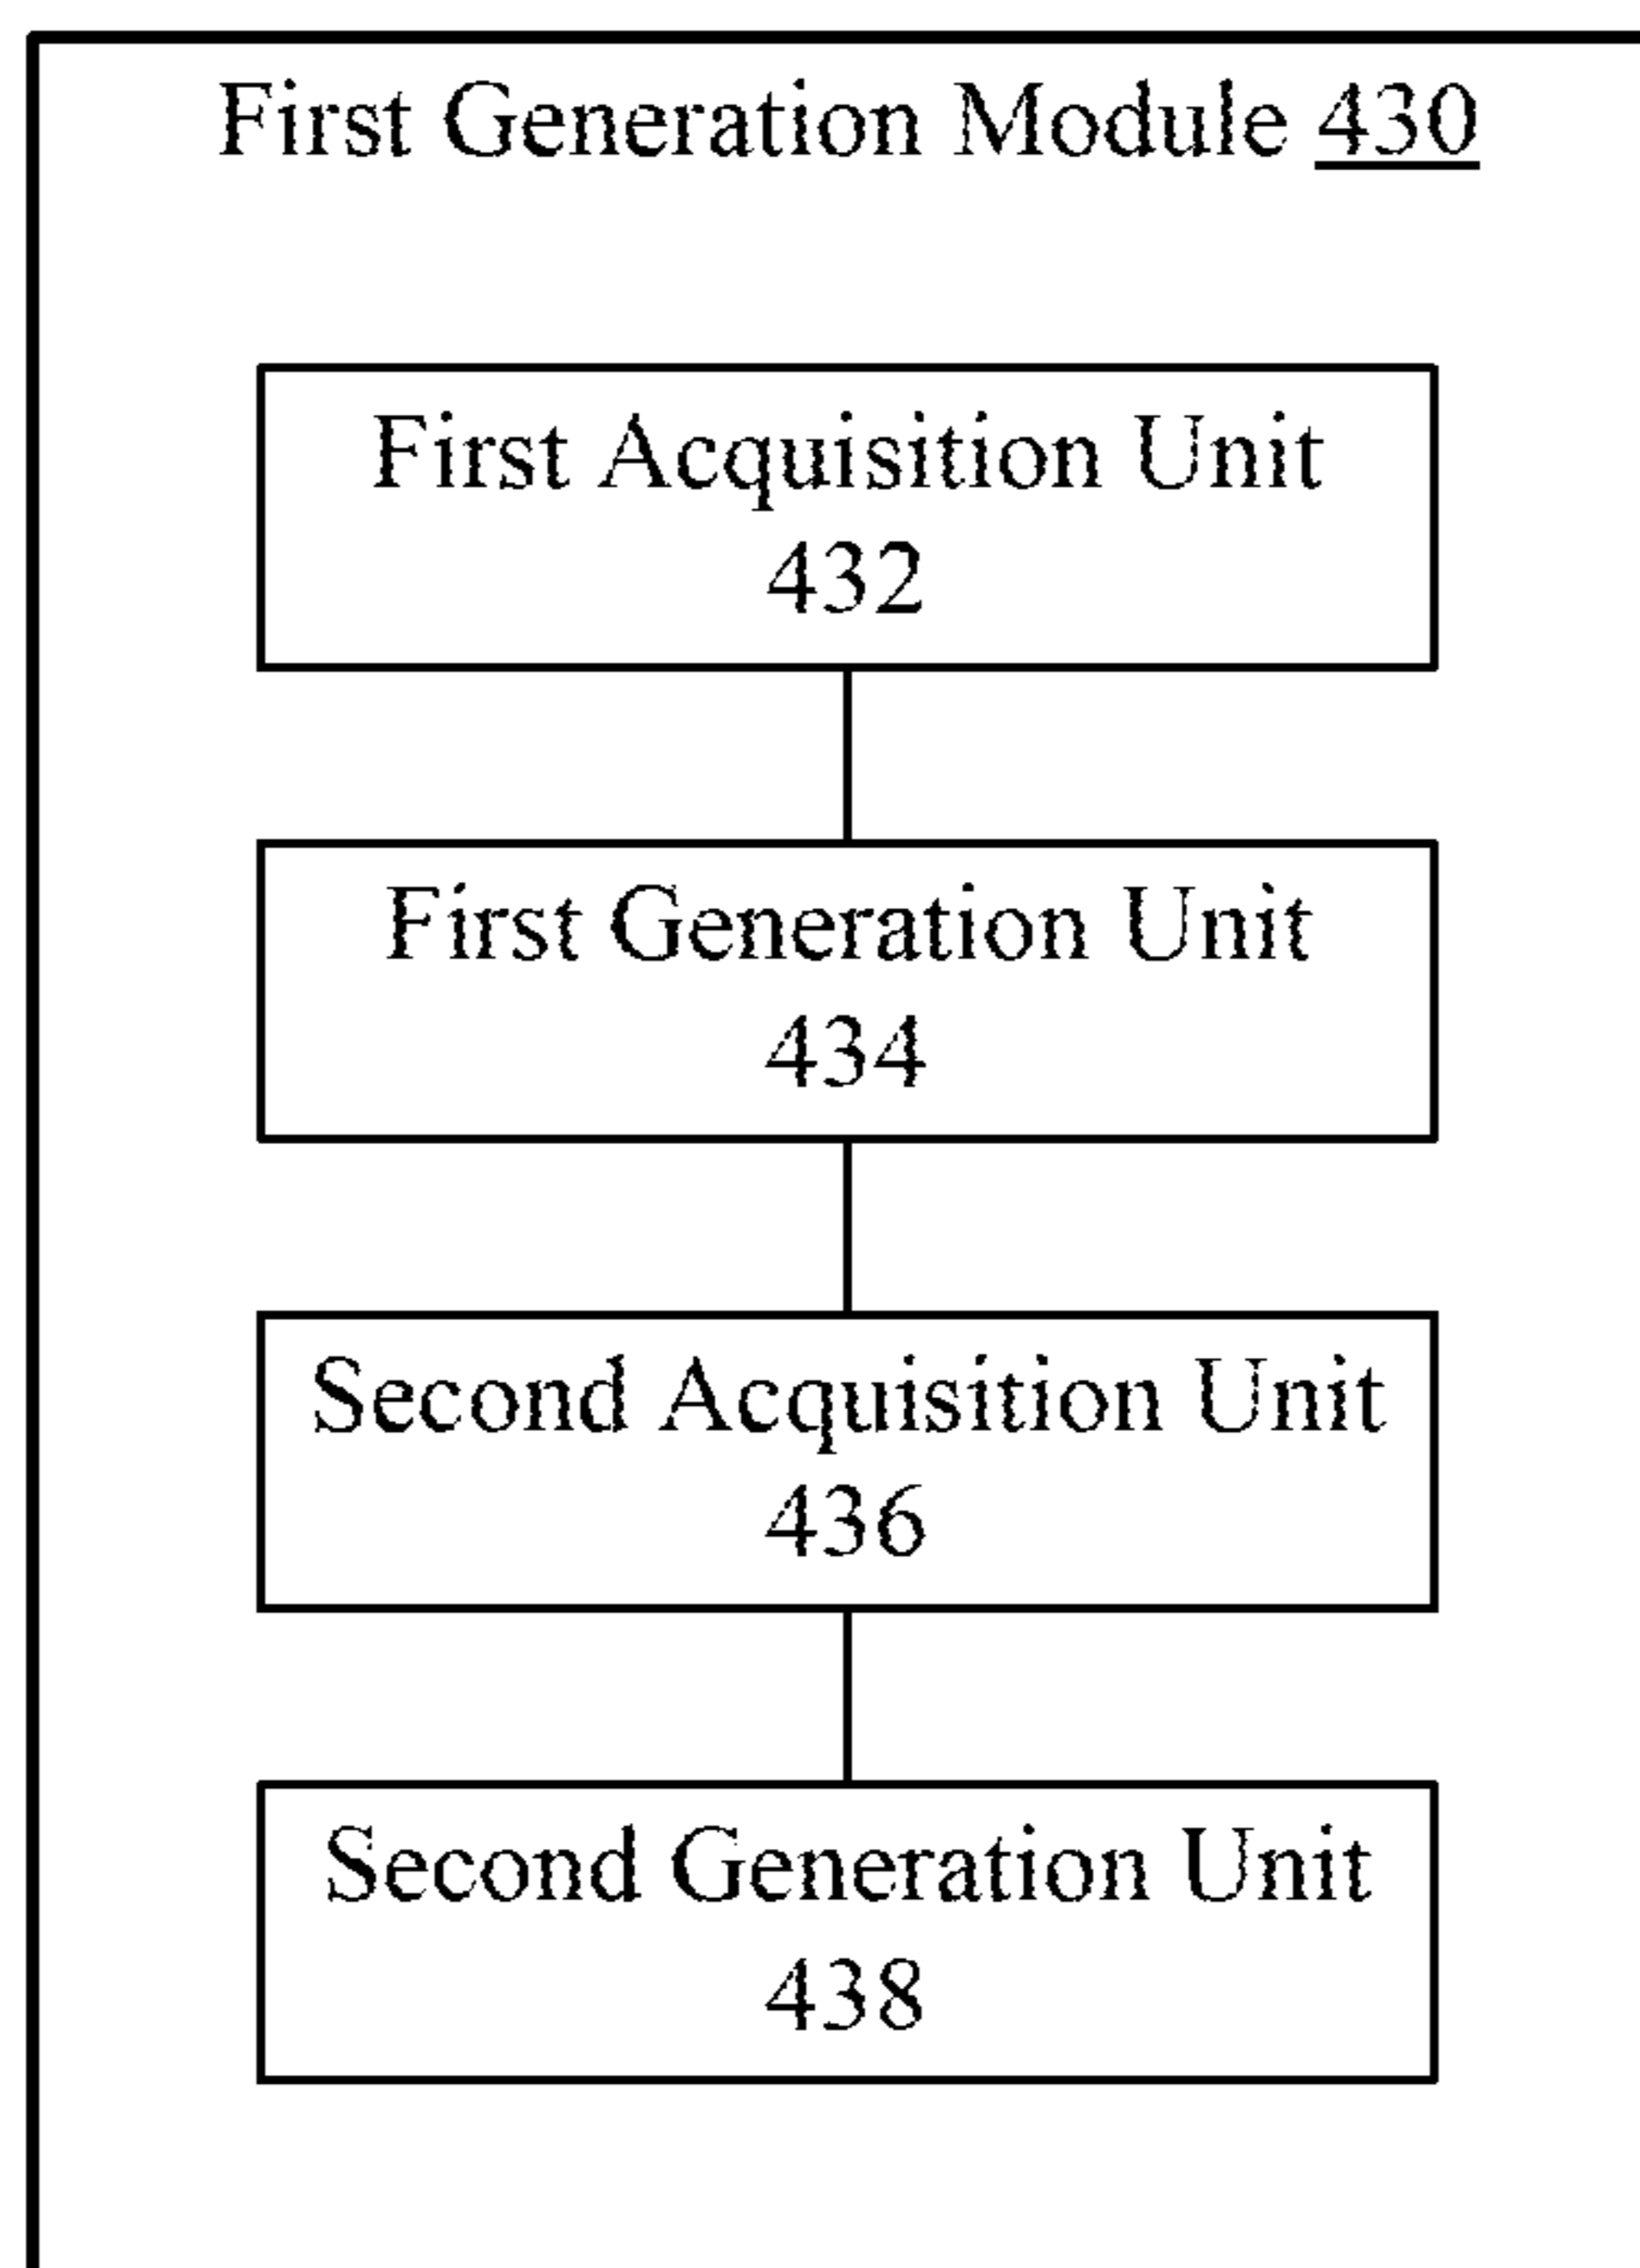 First Generation Module 430
First Acquisition Unit
432
First Generation Unit
434
Second Acquisition Unit
436
Second Generation Unit
438